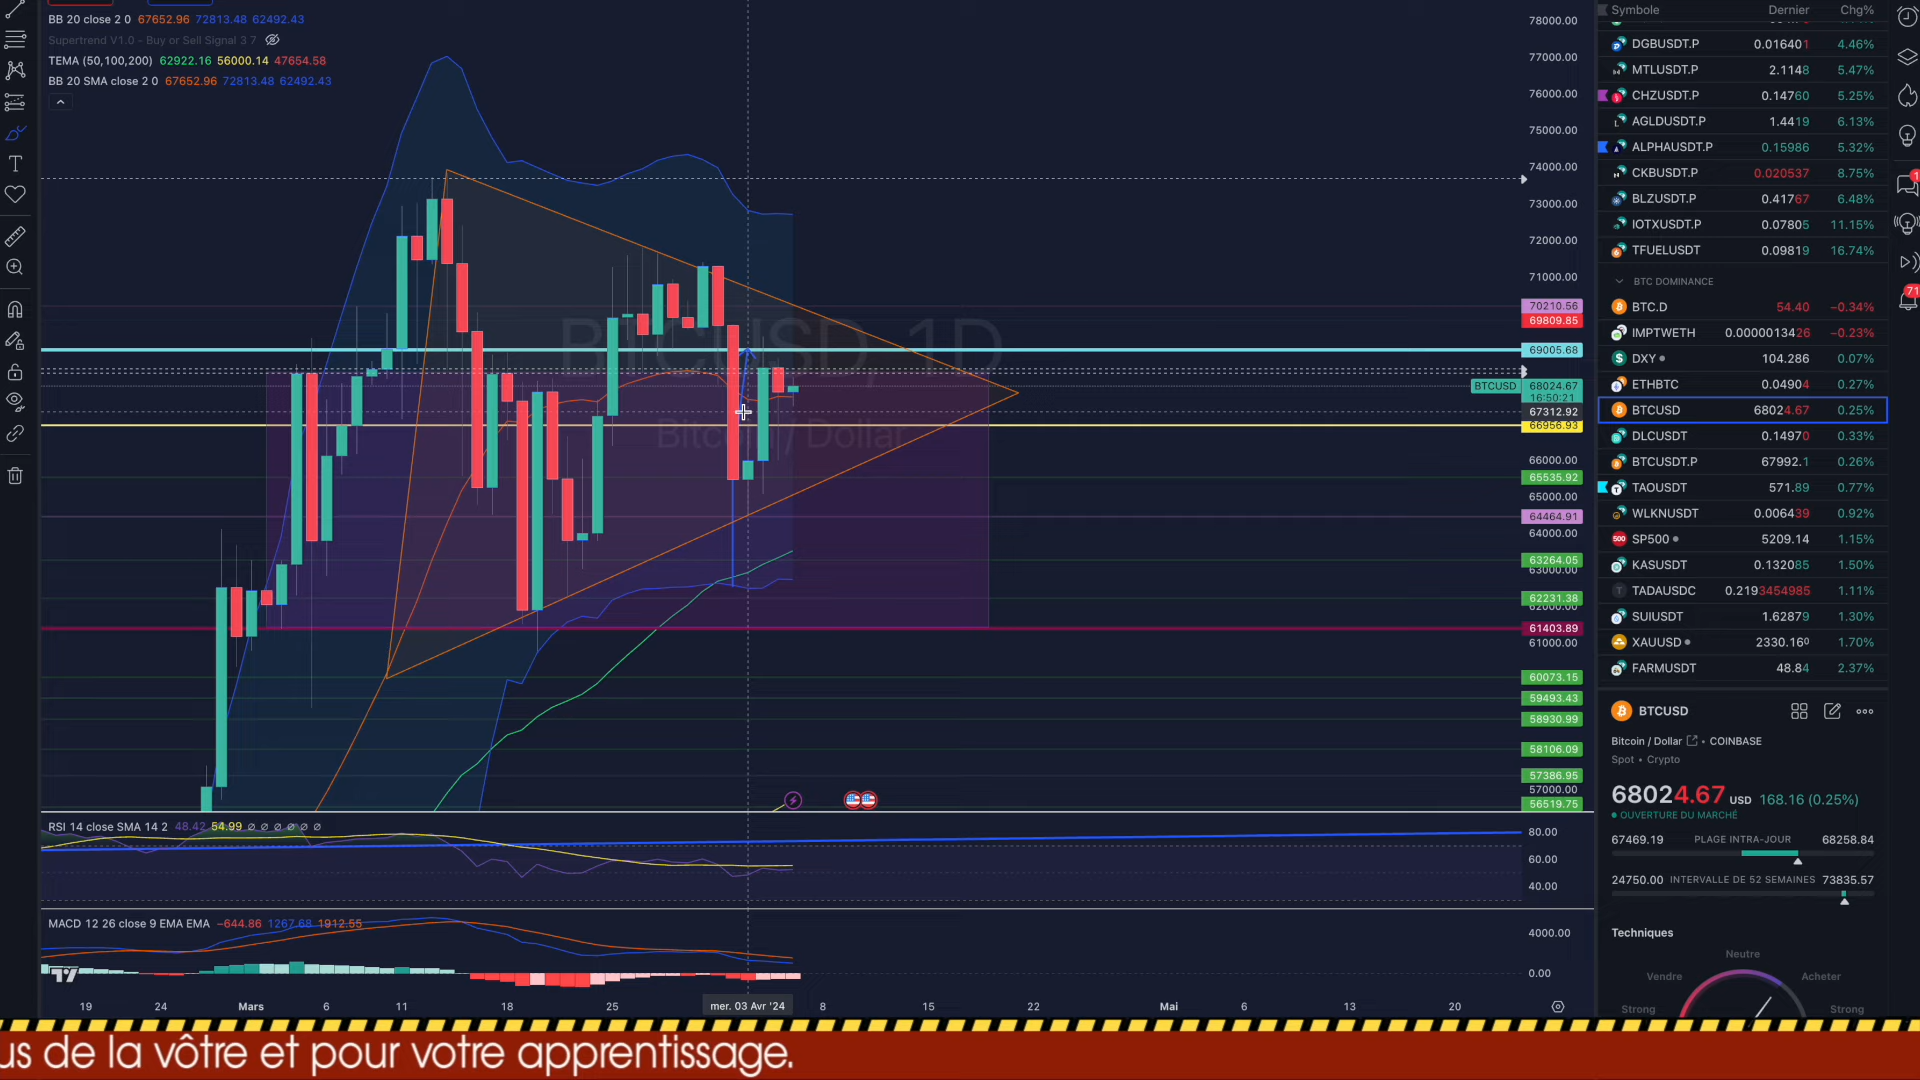 BB 20 close 2 0 67652.96 72813.48 62492.43
Supertrend V1.0 - Buy or Sell Signal 3 7
TEMA (50,100,200) 62922.16 56000.14 47654.58
BB 20 SMA close 2 0 67652.96 72813.48 62492.43
BTCUSD, 1D
Bitcoin / Dollar
78000.00
77000.00
76000.00
75000.00
74000.00
73000.00
72000.00
71000.00
70210.56
69809.85
69005.68
BTCUSD 68024.67
16:50:21
67312.92
66956.93
66000.00
65535.92
65000.00
64464.91
64000.00
63264.05
63000.00
62231.38
62000.00
61403.89
61000.00
60073.15
59493.43
58930.99
58106.09
57386.95
57000.00
56519.75
RSI 14 close SMA 14 2 48.42 54.99 ∅ ∅ ∅ ∅ ∅ ∅
80.00
60.00
40.00
MACD 12 26 close 9 EMA EMA −644.86 1267.68 1912.55
4000.00
0.00
19 24 Mars 6 11 18 25 mer. 03 Avr '24 8 15 22 Mai 6 13 20
Symbole Dernier Chg%
DGBUSDT.P 0.016401 4.46%
MTLUSDT.P 2.1148 5.47%
CHZUSDT.P 0.14760 5.25%
AGLDUSDT.P 1.4419 6.13%
ALPHAUSDT.P 0.15986 5.32%
CKBUSDT.P 0.020537 8.75%
BLZUSDT.P 0.41767 6.48%
IOTXUSDT.P 0.07805 11.15%
TFUELUSDT 0.09819 16.74%
BTC DOMINANCE
BTC.D 54.40 −0.34%
IMPTWETH 0.00000013426 −0.23%
DXY 104.286 0.07%
ETHBTC 0.04904 0.27%
BTCUSD 68024.67 0.25%
DLCUSDT 0.14970 0.33%
BTCUSDT.P 67992.1 0.26%
TAOUSDT 571.89 0.77%
WLKNUSDT 0.006439 0.92%
500 SP500 5209.14 1.15%
KASUSDT 0.132085 1.50%
TADAUSDC 0.2193454985 1.11%
SUIUSDT 1.62879 1.30%
XAUUSD 2330.160 1.70%
FARMUSDT 48.84 2.37%
BTCUSD
Bitcoin / Dollar • COINBASE
Spot • Crypto
68024.67 USD 168.16 (0.25%)
OUVERTURE DU MARCHÉ
67469.19 PLAGE INTRA-JOUR 68258.84
24750.00 INTERVALLE DE 52 SEMAINES 73835.57
Techniques
Neutre
Vendre Acheter
Strong Strong
1
71
us de la vôtre et pour votre apprentissage.